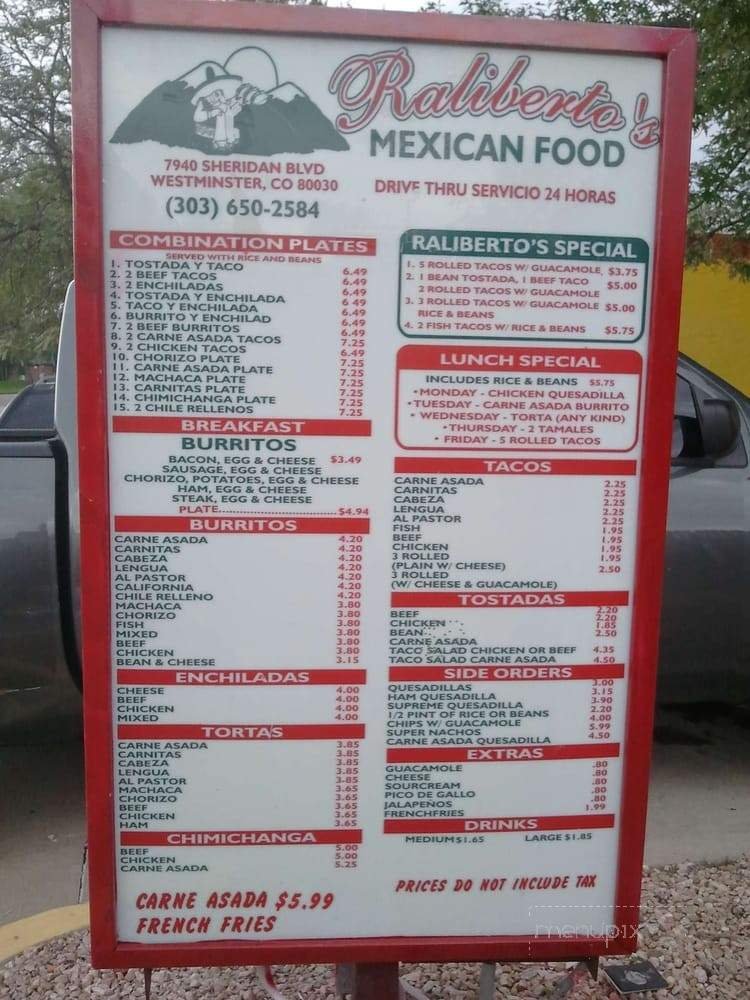 Raliberto's
MEXICAN FOOD
7940 SHERIDAN BLVD
WESTMINSTER, CO 80030
(303) 650-2584
DRIVE THRU SERVICIO 24 HORAS
COMBINATION PLATES
SERVED WITH RICE AND BEANS
1. TOSTADA Y TACO 6.49
2. 2 BEEF TACOS 6.49
3. 2 ENCHILADAS 6.49
4. TOSTADA Y ENCHILADA 6.49
5. TACO Y ENCHILADA 6.49
6. BURRITO Y ENCHILAD 6.49
7. 2 BEEF BURRITOS 6.49
8. 2 CARNE ASADA TACOS 7.25
9. 2 CHICKEN TACOS 6.49
10. CHORIZO PLATE 7.25
11. CARNE ASADA PLATE 7.25
12. MACHACA PLATE 7.25
13. CARNITAS PLATE 7.25
14. CHIMICHANGA PLATE 7.25
15. 2 CHILE RELLENOS 7.25
BREAKFAST
BURRITOS
BACON, EGG & CHEESE $3.49
SAUSAGE, EGG & CHEESE
CHORIZO, POTATOES, EGG & CHEESE
HAM, EGG & CHEESE
STEAK, EGG & CHEESE
PLATE.................................$4.94
BURRITOS
CARNE ASADA 4.20
CARNITAS 4.20
CABEZA 4.20
LENGUA 4.20
AL PASTOR 4.20
CALIFORNIA 4.20
CHILE RELLENO 4.20
MACHACA 3.80
CHORIZO 3.80
FISH 3.80
MIXED 3.80
BEEF 3.80
CHICKEN 3.80
BEAN & CHEESE 3.15
ENCHILADAS
CHEESE 4.00
BEEF 4.00
CHICKEN 4.00
MIXED 4.00
TORTAS
CARNE ASADA 3.85
CARNITAS 3.85
CABEZA 3.85
LENGUA 3.85
AL PASTOR 3.85
MACHACA 3.65
CHORIZO 3.65
BEEF 3.65
CHICKEN 3.65
HAM 3.65
CHIMICHANGA
BEEF 5.00
CHICKEN 5.00
CARNE ASADA 5.25
CARNE ASADA $5.99
FRENCH FRIES
RALIBERTO'S SPECIAL
1. 5 ROLLED TACOS W/ GUACAMOLE, $3.75
2. 1 BEAN TOSTADA, 1 BEEF TACO $5.00
2 ROLLED TACOS W/ GUACAMOLE
3. 3 ROLLED TACOS W/ GUACAMOLE $5.00
RICE & BEANS
4. 2 FISH TACOS W/ RICE & BEANS $5.75
LUNCH SPECIAL
INCLUDES RICE & BEANS $5.75
•MONDAY - CHICKEN QUESADILLA
•TUESDAY - CARNE ASADA BURRITO
• WEDNESDAY - TORTA (ANY KIND)
•THURSDAY - 2 TAMALES
• FRIDAY - 5 ROLLED TACOS
TACOS
CARNE ASADA 2.25
CARNITAS 2.25
CABEZA 2.25
LENGUA 2.25
AL PASTOR 2.25
FISH 1.95
BEEF 1.95
CHICKEN 1.95
3 ROLLED 1.95
(PLAIN W/ CHEESE) 2.50
3 ROLLED
(W/ CHEESE & GUACAMOLE)
TOSTADAS
BEEF 2.20
CHICKEN 2.20
BEAN 1.85
CARNE ASADA 2.50
TACO SALAD CHICKEN OR BEEF 4.35
TACO SALAD CARNE ASADA 4.50
SIDE ORDERS
QUESADILLAS 3.00
HAM QUESADILLA 3.15
SUPREME QUESADILLA 3.90
1/2 PINT OF RICE OR BEANS 2.20
CHIPS W/ GUACAMOLE 4.00
SUPER NACHOS 5.99
CARNE ASADA QUESADILLA 4.50
EXTRAS
GUACAMOLE .80
CHEESE .80
SOURCREAM .80
PICO DE GALLO .80
JALAPEÑOS 1.99
FRENCHFRIES
DRINKS
MEDIUM $1.65 LARGE $1.85
PRICES DO NOT INCLUDE TAX
menupix